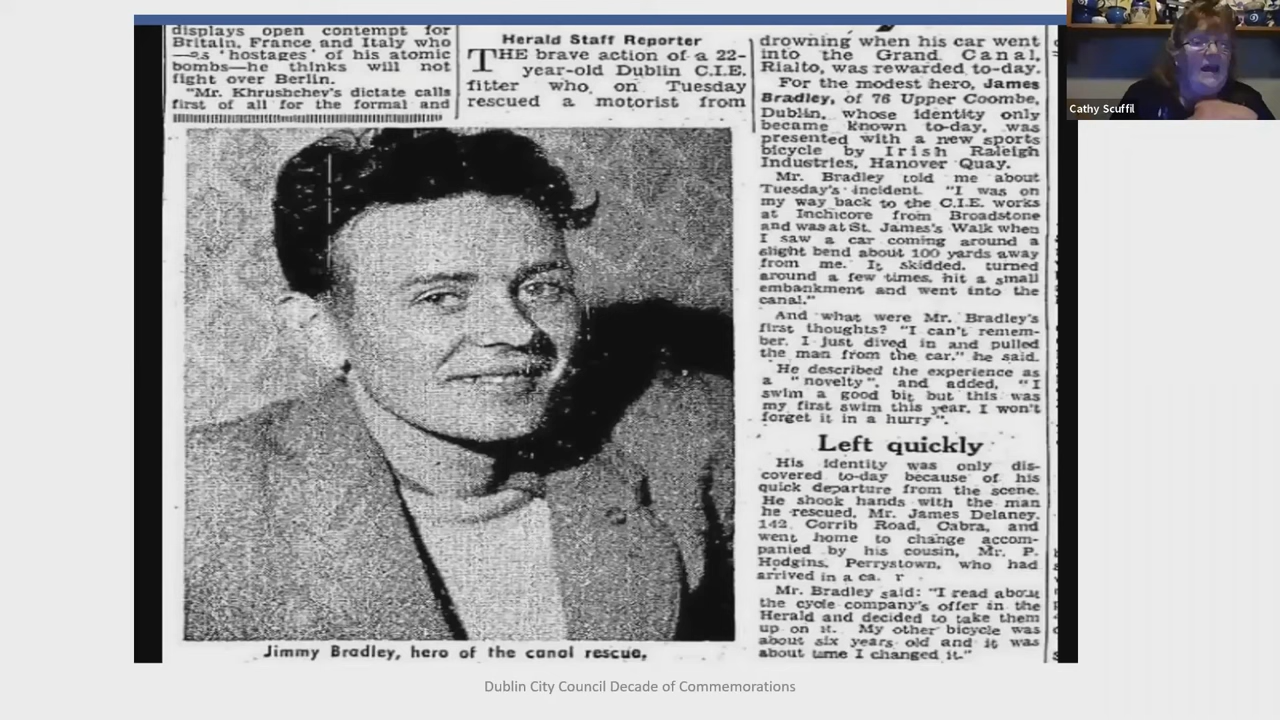 displays open contempt for
Britain, France and Italy who
—as 'hostages' of his atomic
bombs—he thinks will not
fight over Berlin.
"Mr. Khrushchev's dictate calls
first of all for the formal and
Herald Staff Reporter
THE brave action of a 22-
year-old Dublin C.I.E.
fitter who, on Tuesday
rescued a motorist from
Jimmy Bradley, hero of the canal rescue.
drowning when his car went
into the Grand Canal,
Rialto, was rewarded to-day.
For the modest hero, James
Bradley, of 76 Upper Coombe,
Dublin, whose identity only
became known to-day, was
presented with a new sports
bicycle by Irish Raleigh
Industries, Hanover Quay.
Mr. Bradley told me about
Tuesday's incident. "I was on
my way back to the C.I.E. works
at Inchicore from Broadstone
and was at St. James's Walk when
I saw a car coming around a
slight bend about 100 yards away
from me. It skidded, turned
around a few times, hit a small
embankment and went into the
canal."
And what were Mr. Bradley's
first thoughts? "I can't remem-
ber. I just dived in and pulled
the man from the car," he said.
He described the experience as
a "novelty", and added, "I
swim a good bit but this was
my first swim this year. I won't
forget it in a hurry".
Left quickly
His identity was only dis-
covered to-day because of his
quick departure from the scene.
He shook hands with the man
he rescued, Mr. James Delaney,
142 Corrib Road, Cabra, and
went home to change accom-
panied by his cousin, Mr. P.
Hodgins, Perrystown, who had
arrived in a ca. r
Mr. Bradley said: "I read about
the cycle company's offer in the
Herald and decided to take them
up on it. My other bicycle was
about six years old and it was
about time I changed it."
Cathy Scuffil
Dublin City Council Decade of Commemorations